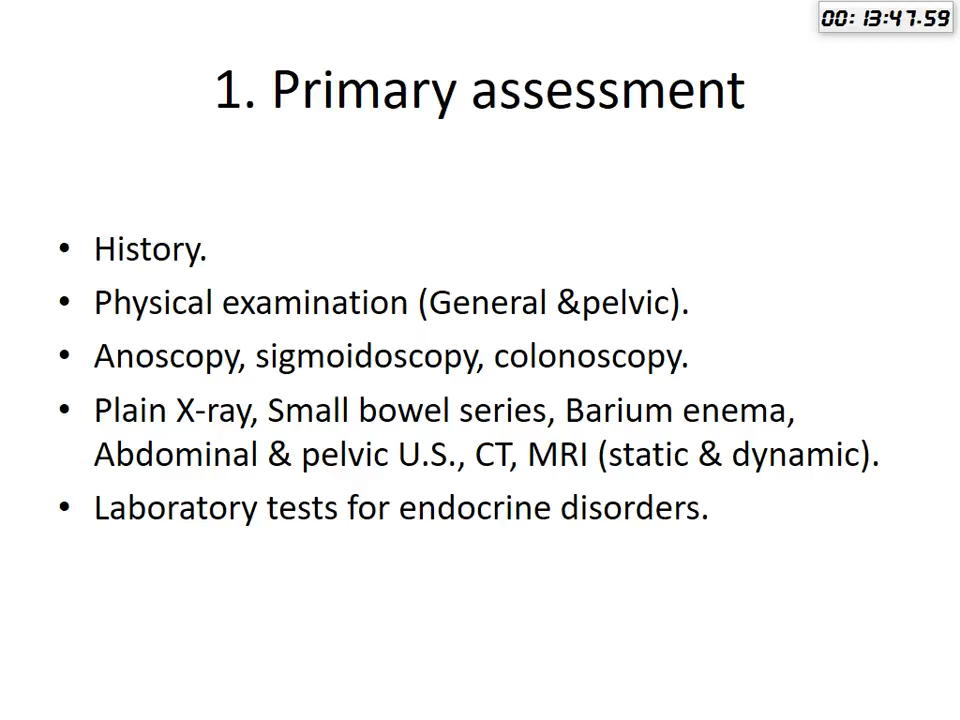 00: 13:47.59
1. Primary assessment
• History.
• Physical examination (General &pelvic).
• Anoscopy, sigmoidoscopy, colonoscopy.
• Plain X-ray, Small bowel series, Barium enema,
Abdominal & pelvic U.S., CT, MRI (static & dynamic).
• Laboratory tests for endocrine disorders.